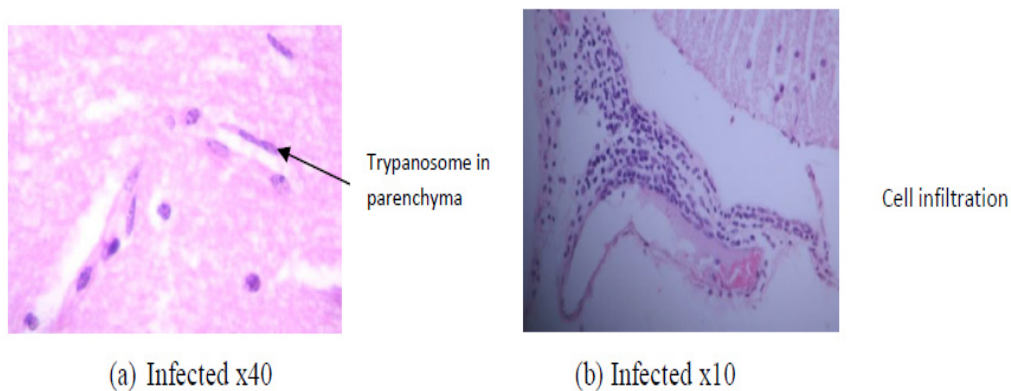 Trypanosome in
parenchyma
Cell infiltration
(a) Infected x40
(b) Infected x10